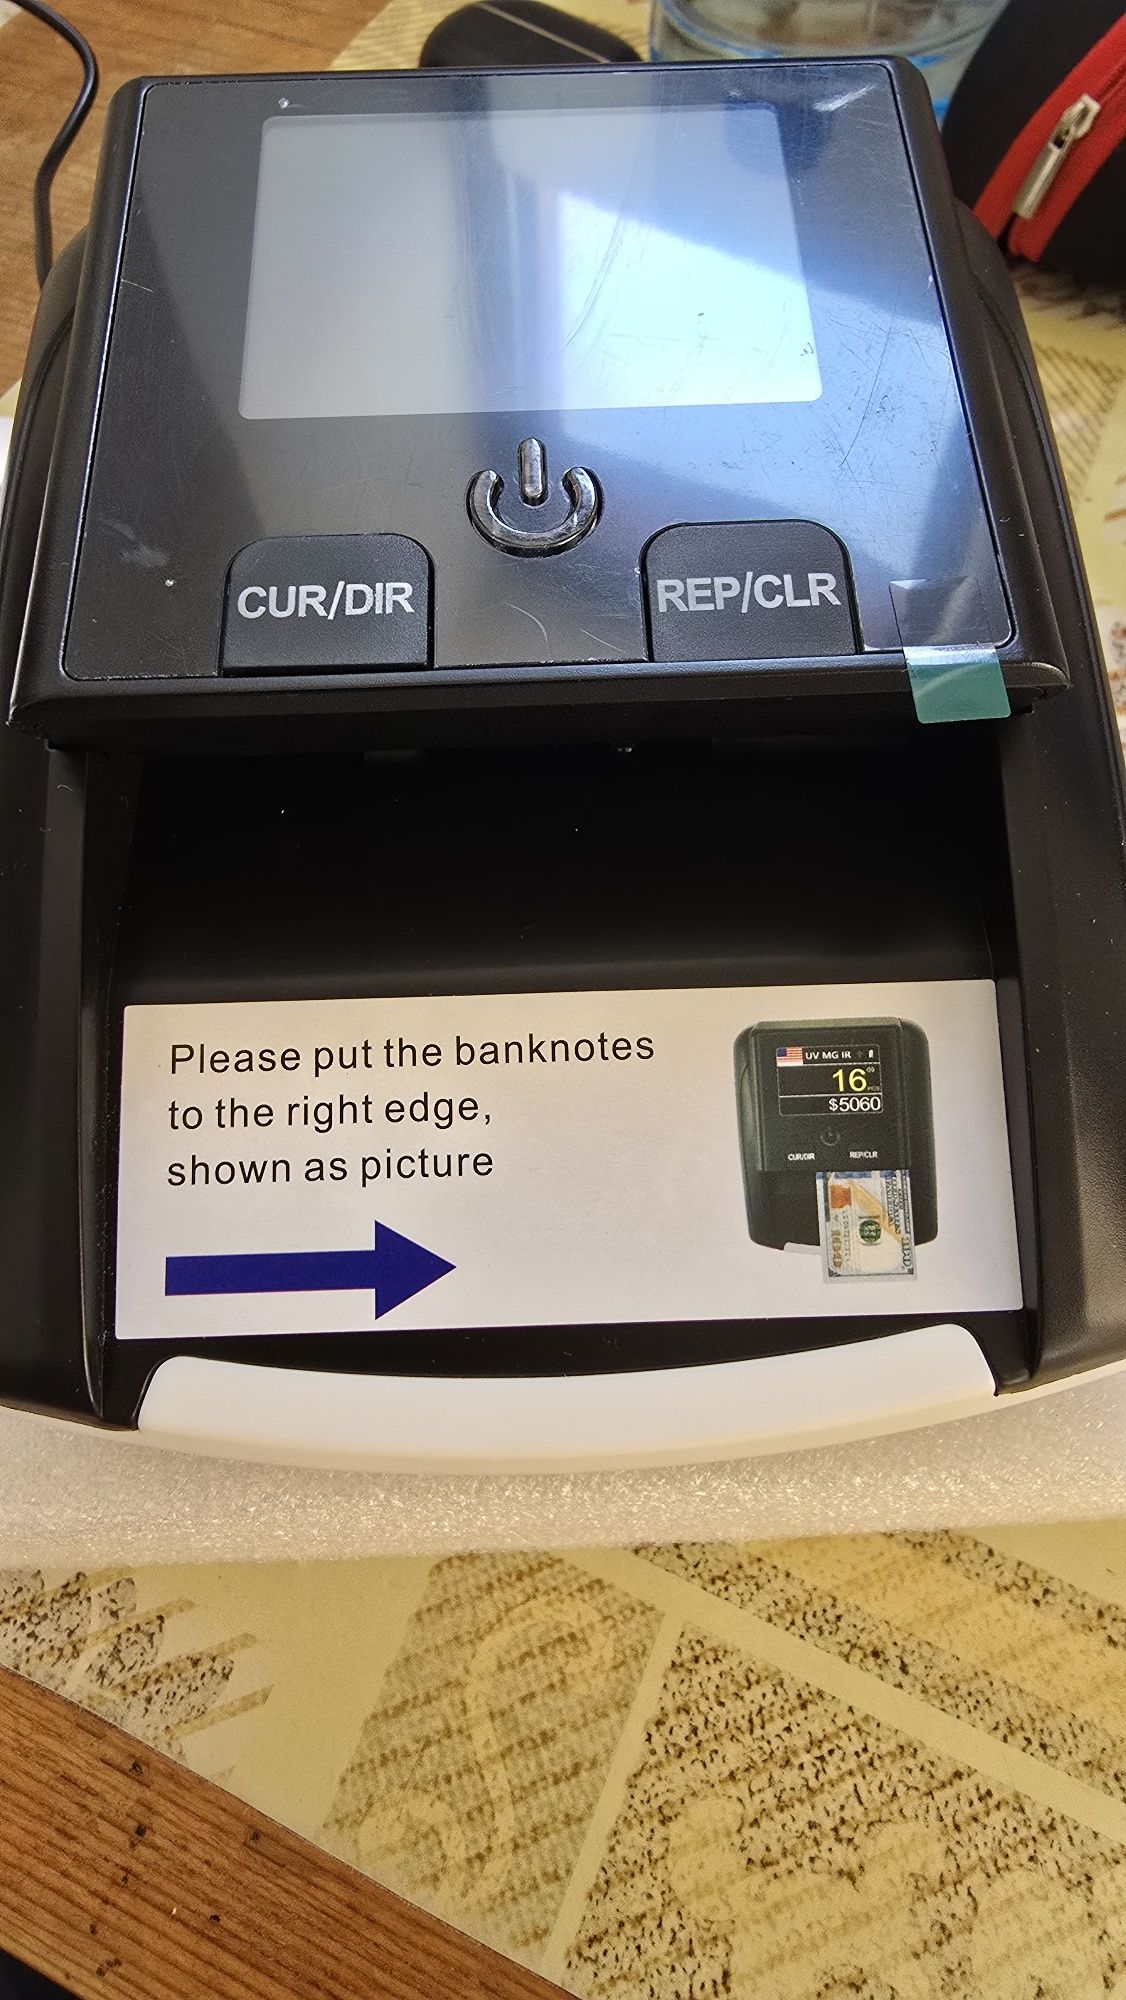 CUR/DIR
REP/CLR
Please put the banknotes
to the right edge,
shown as picture
UV MG IR
16
PCS
$5060
CUR/DIR
REP/CLR